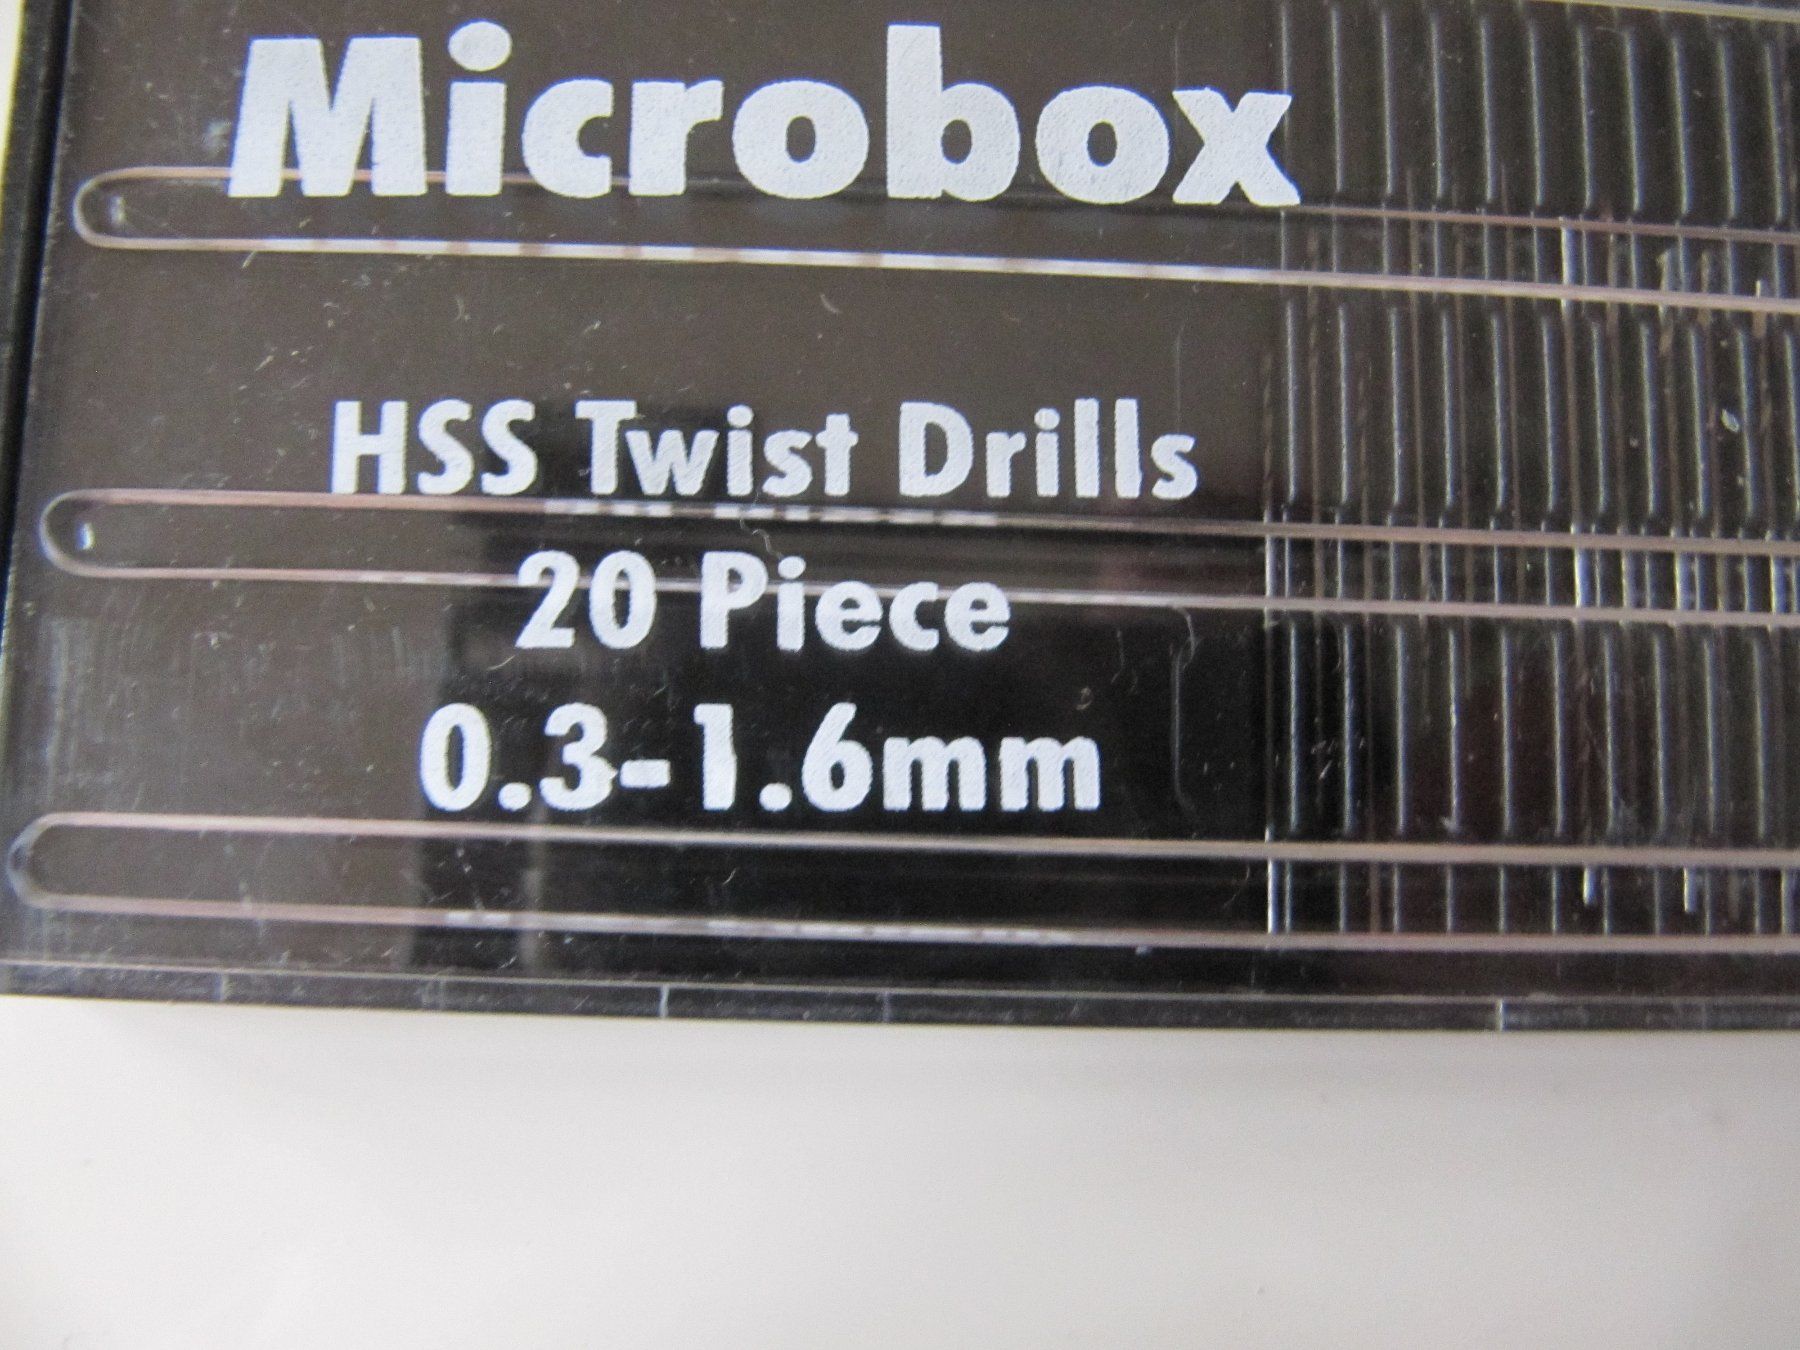 Microbox
HSS Twist Drills
20 Piece
0.3-1.6mm